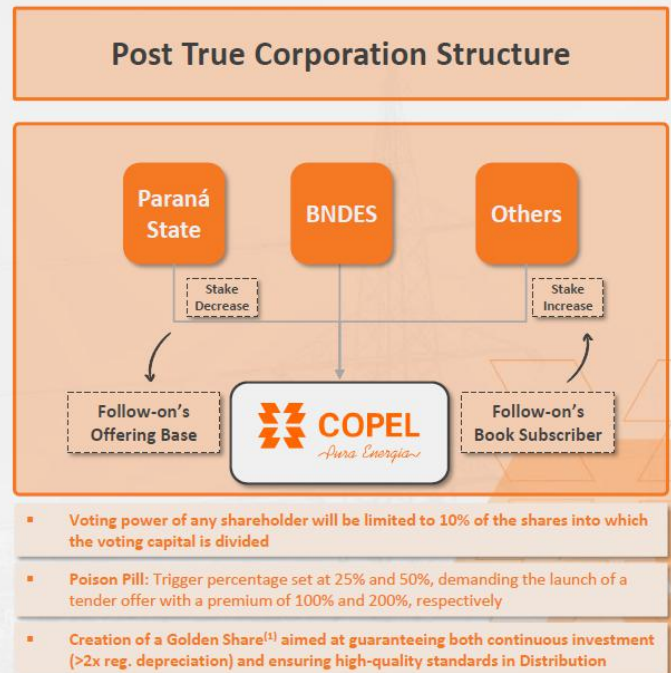 Post True Corporation Structure
Paraná
State
BNDES
Others
Stake
Decrease
Stake
Increase
Follow-on's
Offering Base
COPEL
Pura Energia
Follow-on's
Book Subscriber
▪ Voting power of any shareholder will be limited to 10% of the shares into which
the voting capital is divided
▪ Poison Pill: Trigger percentage set at 25% and 50%, demanding the launch of a
tender offer with a premium of 100% and 200%, respectively
▪ Creation of a Golden Share(1) aimed at guaranteeing both continuous investment
(>2x reg. depreciation) and ensuring high-quality standards in Distribution